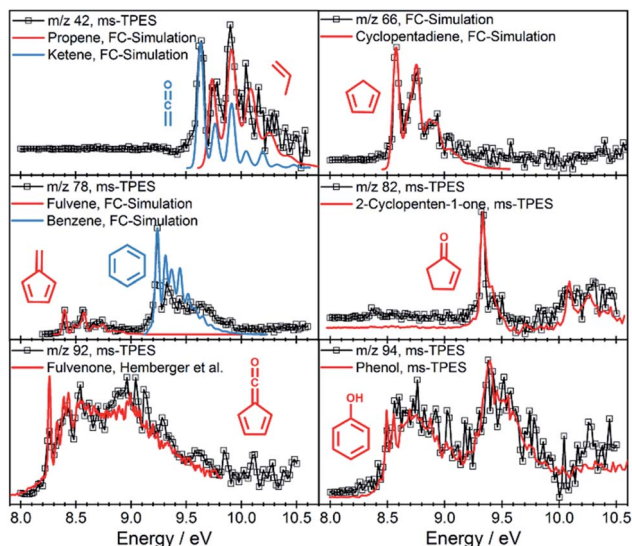 m/z 42, ms-TPES
Propene, FC-Simulation
Ketene, FC-Simulation
O=C=
m/z 66, FC-Simulation
Cyclopentadiene, FC-Simulation
m/z 78, ms-TPES
Fulvene, FC-Simulation
Benzene, FC-Simulation
m/z 82, ms-TPES
2-Cyclopenten-1-one, ms-TPES
O
m/z 92, ms-TPES
Fulvenone, Hemberger et al.
O=C=
m/z 94, ms-TPES
Phenol, ms-TPES
OH
8.0 8.5 9.0 9.5 10.0 10.5
8.0 8.5 9.0 9.5 10.0 10.5
Energy / eV
Energy / eV